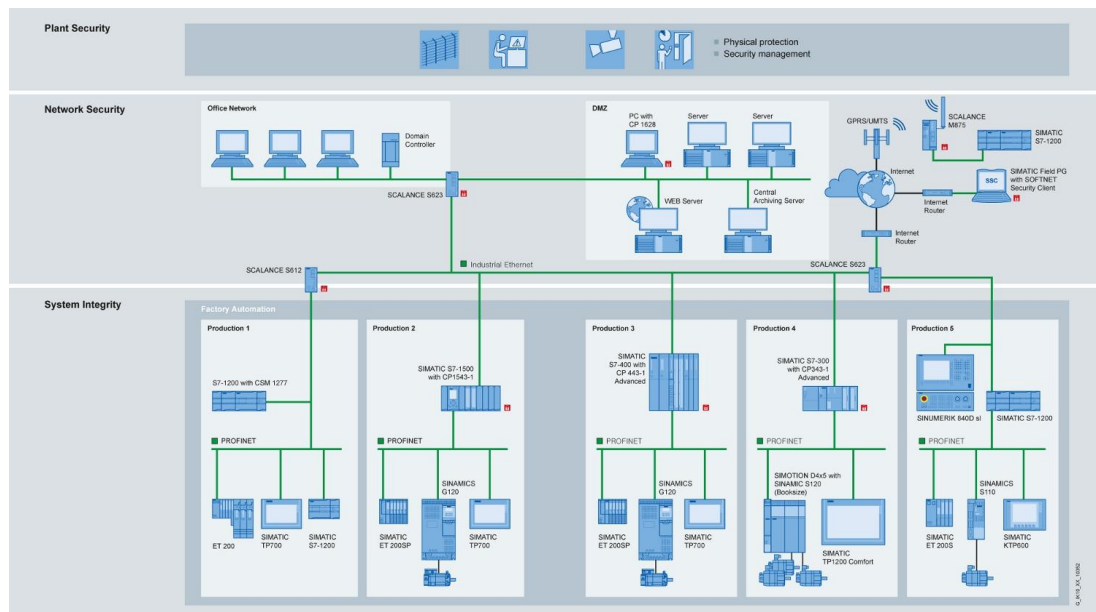 Plant Security
Physical protection
Security management
Network Security
Office Network
Domain
Controller
SCALANCE S623
DMZ
PC with
CP 1628
Server
Server
WEB Server
Central
Archiving Server
GPRS/UMTS
SCALANCE
M875
SIMATIC
S7-1200
Internet
SSC
SIMATIC Field PG
with SOFTNET
Security Client
Internet
Router
Internet
Router
SCALANCE S612
Industrial Ethernet
SCALANCE S623
System Integrity
Factory Automation
Production 1
S7-1200 with CSM 1277
PROFINET
ET 200
SIMATIC
TP700
SIMATIC
S7-1200
Production 2
SIMATIC S7-1500
with CP1543-1
PROFINET
SINAMICS
G120
SIMATIC
ET 200SP
SIMATIC
TP700
Production 3
SIMATIC
S7-400 with
CP 443-1
Advanced
PROFINET
SINAMICS
G120
SIMATIC
ET 200SP
SIMATIC
TP700
Production 4
SIMATIC S7-300
with CP343-1
Advanced
PROFINET
SIMOTION D4x5 with
SINAMIC S120
(Booksize)
SIMATIC
TP1200 Comfort
Production 5
SINUMERIK 840D sl
SIMATIC S7-1200
PROFINET
SINAMICS
S110
SIMATIC
ET 200S
SIMATIC
KTP600